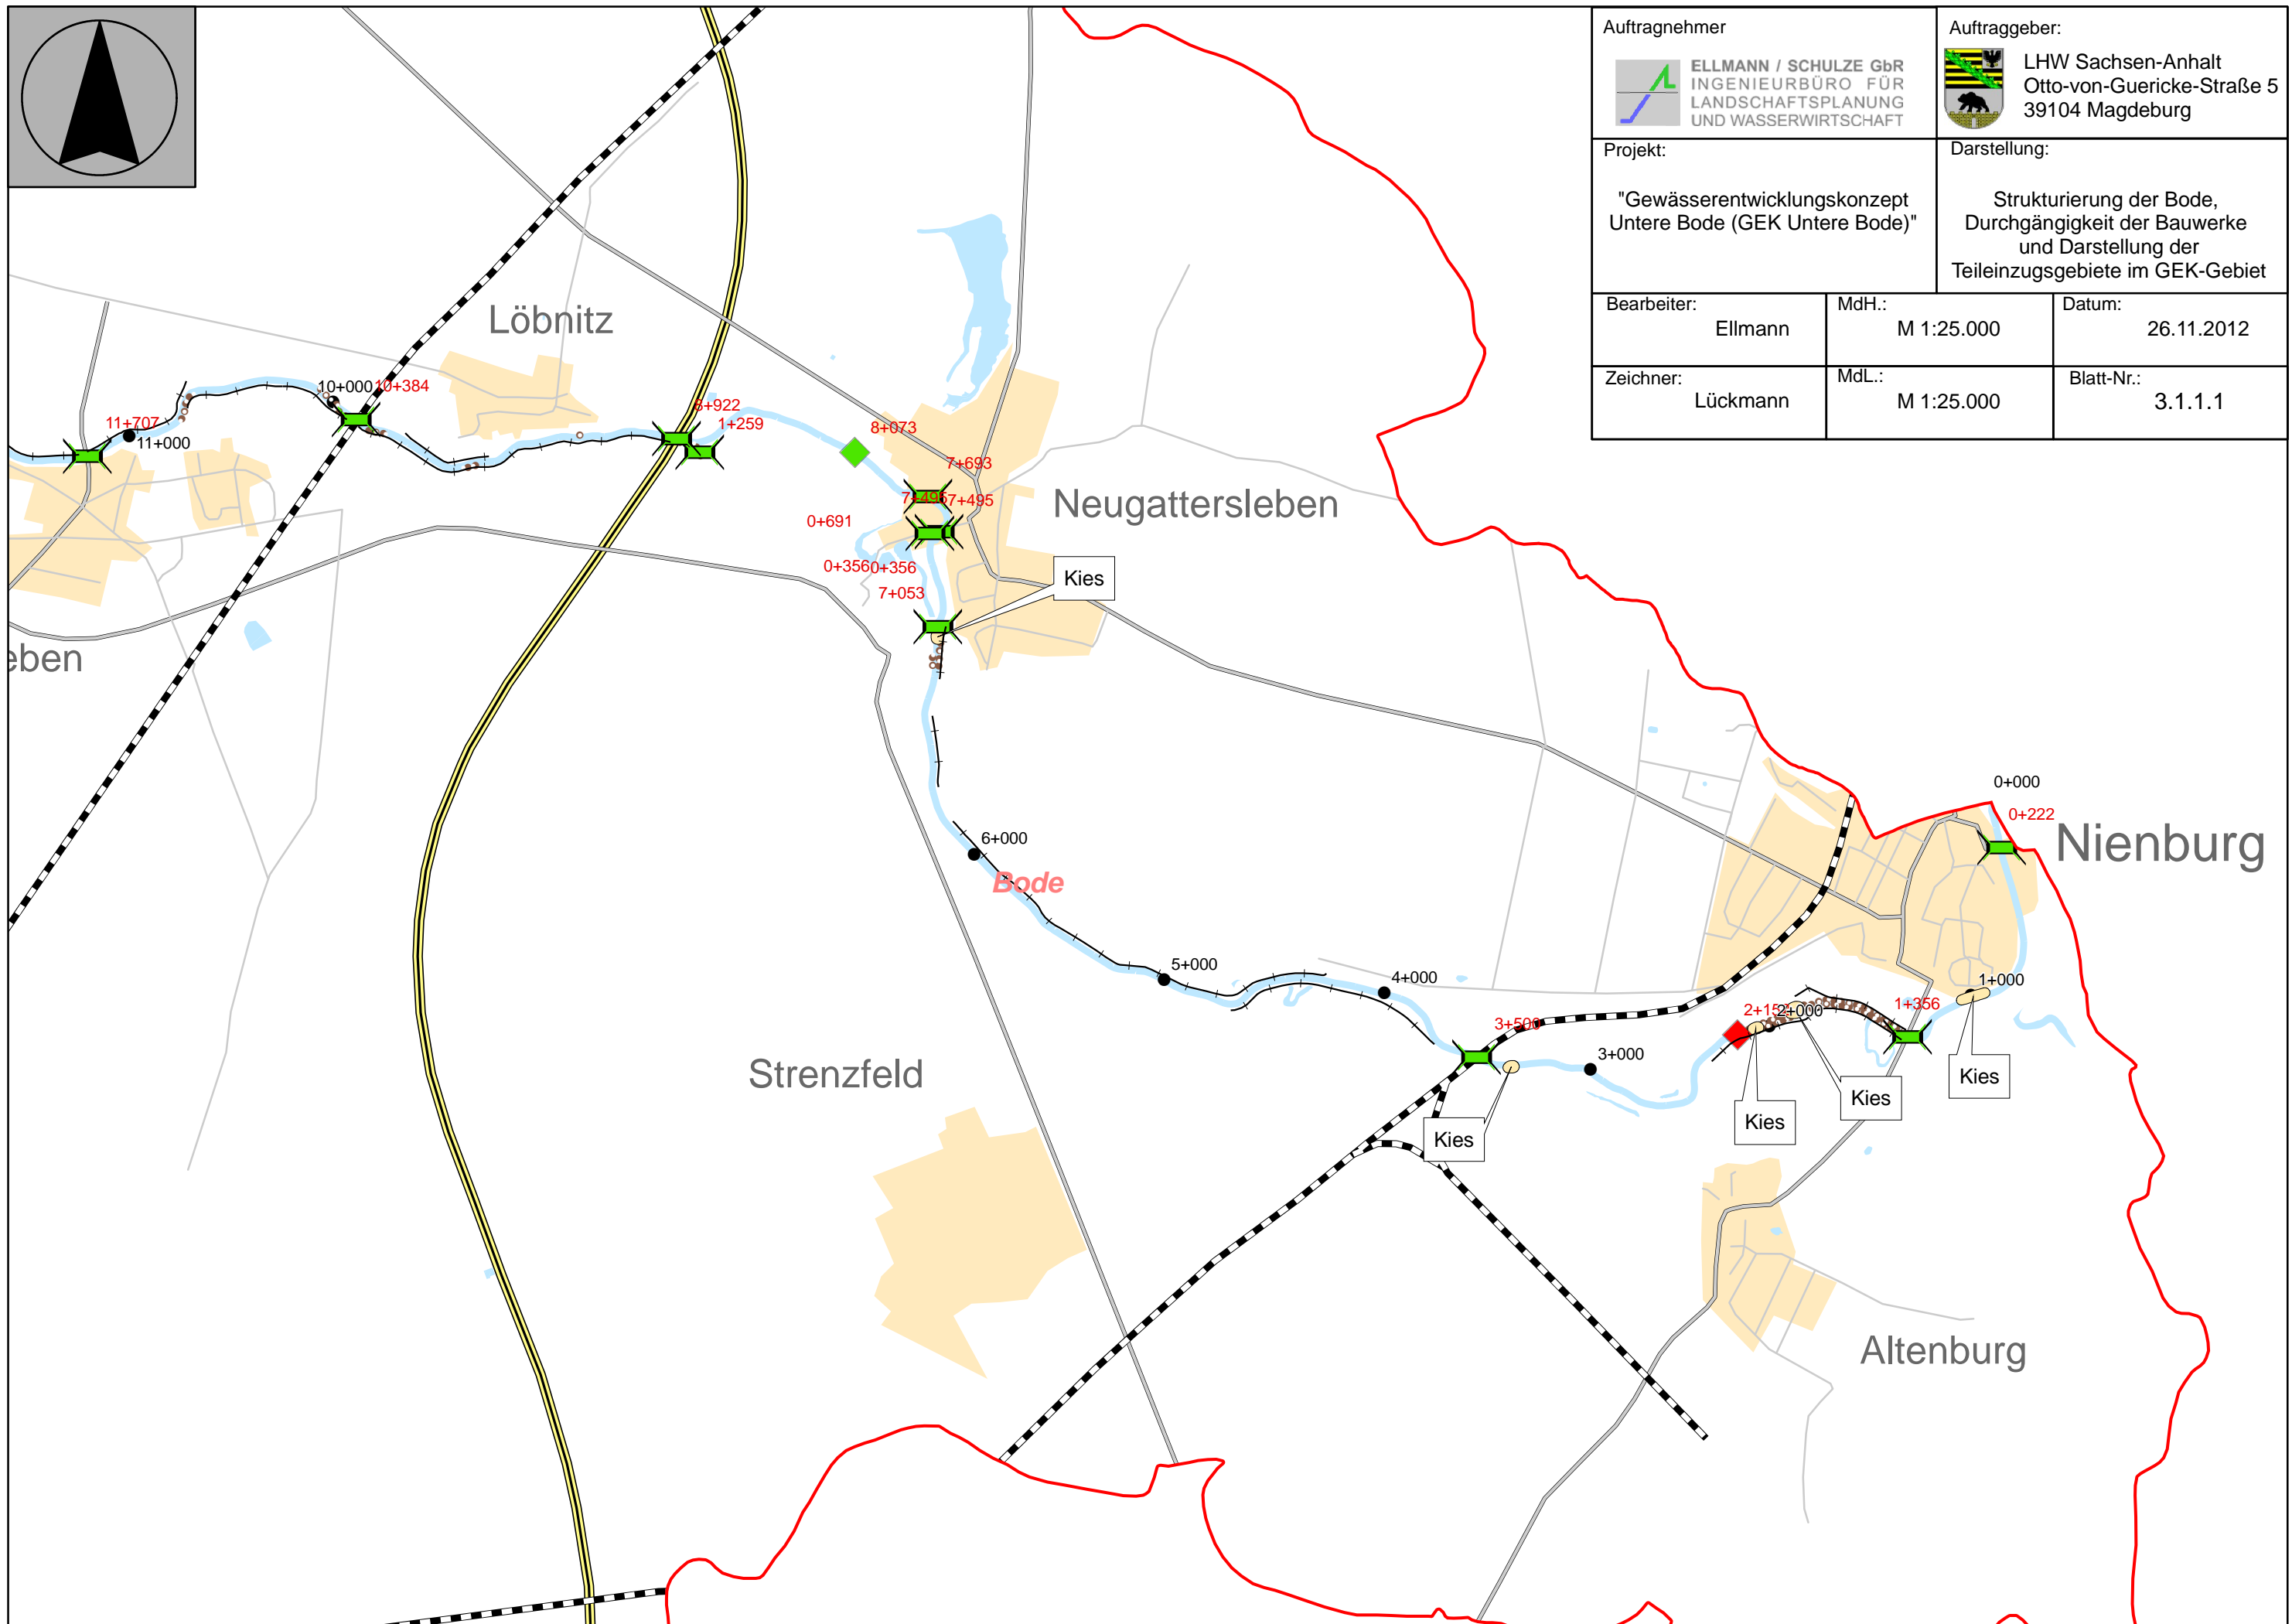 Auftragnehmer
ELLMANN / SCHULZE GbR
INGENIEURBÜRO FÜR
LANDSCHAFTSPLANUNG
UND WASSERWIRTSCHAFT
Auftraggeber:
LHW Sachsen-Anhalt
Otto-von-Guericke-Straße 5
39104 Magdeburg
Projekt:
"Gewässerentwicklungskonzept
Untere Bode (GEK Untere Bode)"
Darstellung:
Strukturierung der Bode,
Durchgängigkeit der Bauwerke
und Darstellung der
Teileinzugsgebiete im GEK-Gebiet
Bearbeiter:
Ellmann
MdH.:
M 1:25.000
Datum:
26.11.2012
Zeichner:
Lückmann
MdL.:
M 1:25.000
Blatt-Nr.:
3.1.1.1
Löbnitz
10+000
10+384
11+707
11+000
8+922
1+259
8+073
7+693
7+495
7+495
Neugattersleben
0+691
0+356
0+356
7+053
Kies
eben
6+000
Bode
5+000
4+000
3+500
3+000
Strenzfeld
Kies
0+000
0+222
Nienburg
1+000
1+356
2+000
Kies
Kies
Kies
Altenburg